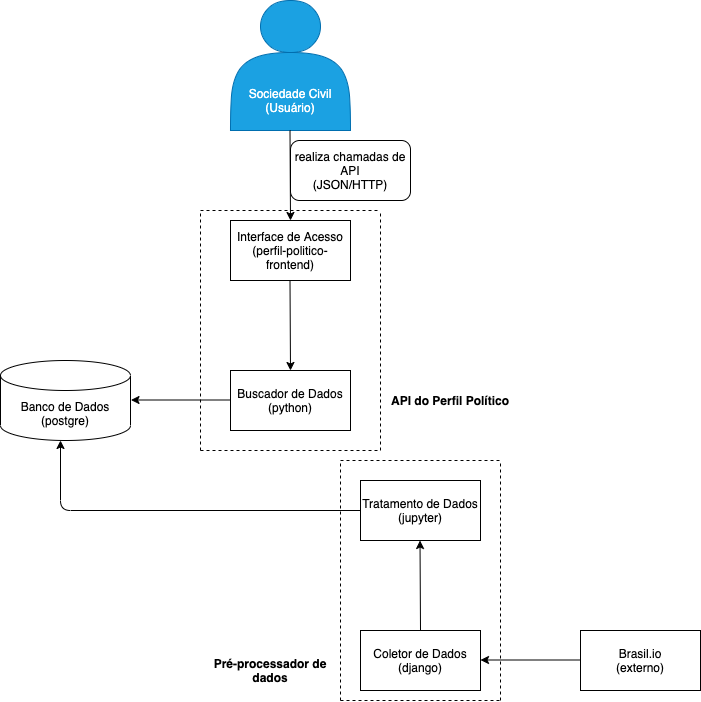 Sociedade Civil
(Usuário)
realiza chamadas de
API
(JSON/HTTP)
Interface de Acesso
(perfil-politico-
frontend)
Buscador de Dados
(python)
API do Perfil Político
Banco de Dados
(postgre)
Tratamento de Dados
(jupyter)
Coletor de Dados
(django)
Brasil.io
(externo)
Pré-processador de
dados